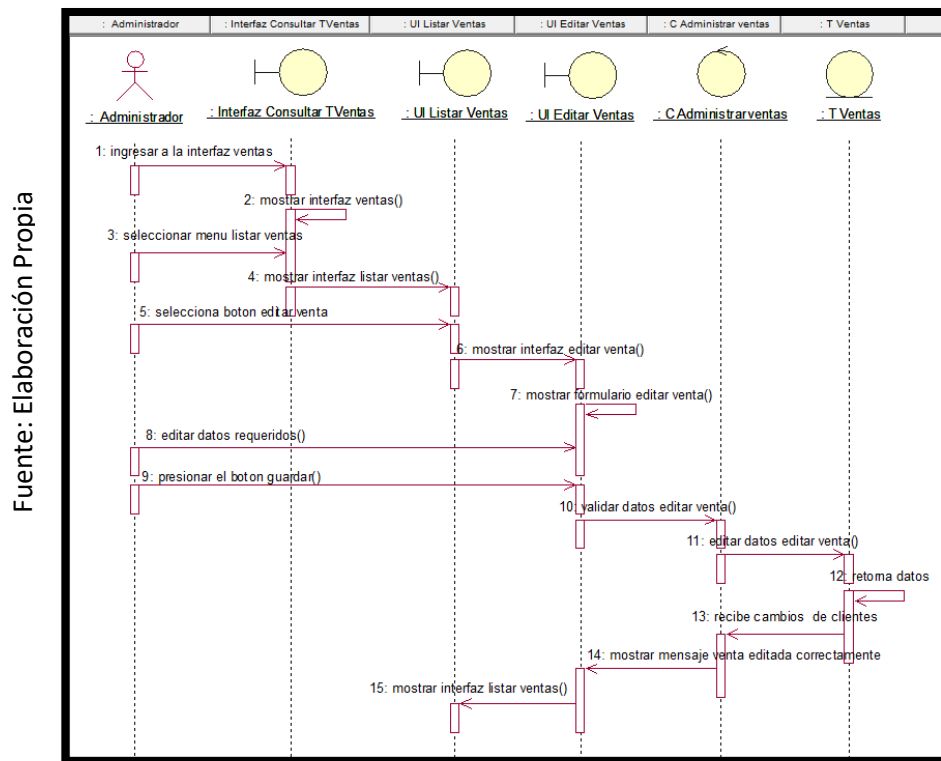 Fuente: Elaboración Propia
: Administrador
: Interfaz Consultar TVentas
: UI Listar Ventas
: UI Editar Ventas
: C Administrar ventas
: T Ventas
: Administrador
: Interfaz Consultar TVentas
: UI Listar Ventas
: UI Editar Ventas
: C Administrar ventas
: T Ventas
1: ingresar a la interfaz ventas
2: mostrar interfaz ventas()
3: seleccionar menu listar ventas
4: mostrar interfaz listar ventas()
5: selecciona boton editar venta
6: mostrar interfaz editar venta()
7: mostrar formulario editar venta()
8: editar datos requeridos()
9: presionar el boton guardar()
10: validar datos editar venta()
11: editar datos editar venta()
12: retorna datos
13: recibe cambios de clientes
14: mostrar mensaje venta editada correctamente
15: mostrar interfaz listar ventas()